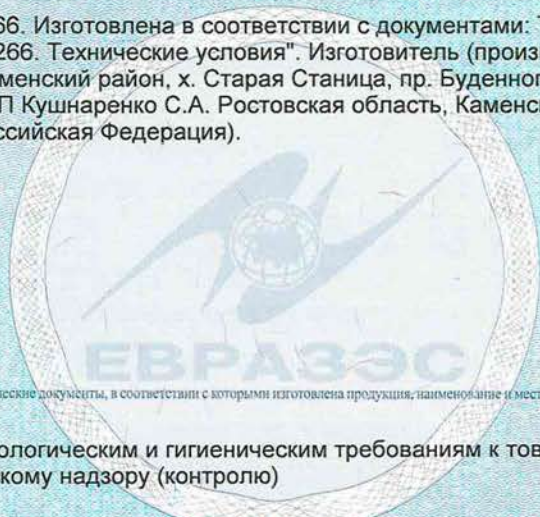 66. Изготовлена в соответствии с документами: Т
266. Технические условия". Изготовитель (произ
менский район, х. Старая Станица, пр. Буденног
П Кушнаренко С.А. Ростовская область, Каменс
ссийская Федерация).
ЕВРАЗЭС
ческие документы, в соответствии с которыми изготовлена продукция, наименование и мест
ологическим и гигиеническим требованиям к тов
кому надзору (контролю)